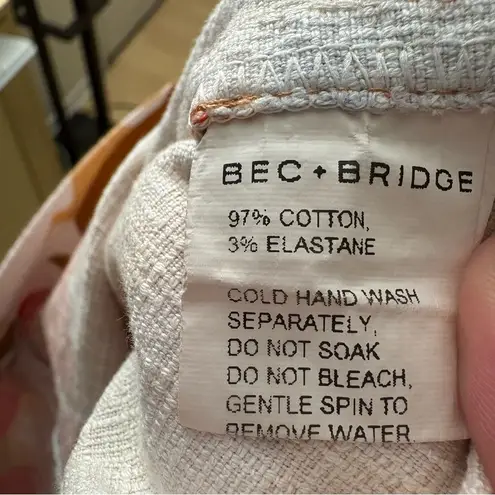 BEC + BRIDGE
97% COTTON,
3% ELASTANE
COLD HAND WASH
SEPARATELY,
DO NOT SOAK
DO NOT BLEACH,
GENTLE SPIN TO
REMOVE WATER.